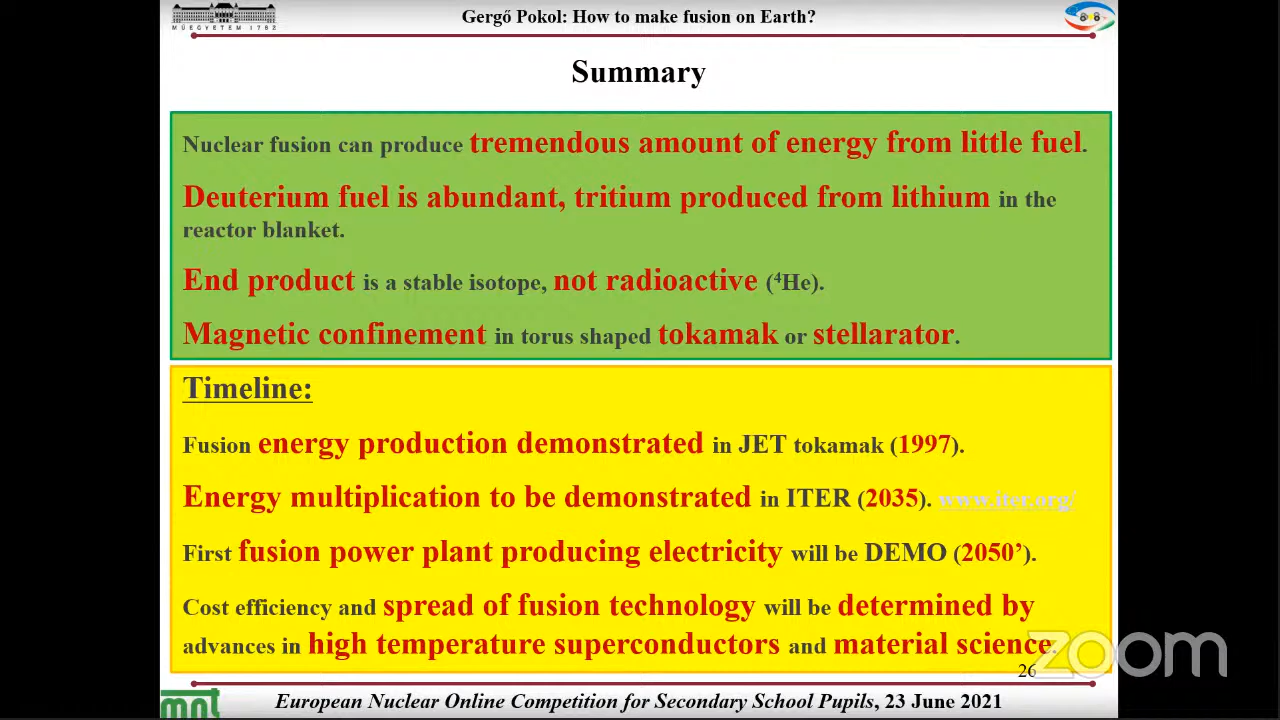 Gergő Pokol: How to make fusion on Earth?
MŰEGYETEM 1782
Summary
Nuclear fusion can produce tremendous amount of energy from little fuel.
Deuterium fuel is abundant, tritium produced from lithium in the
reactor blanket.
End product is a stable isotope, not radioactive (⁴He).
Magnetic confinement in torus shaped tokamak or stellarator.
Timeline:
Fusion energy production demonstrated in JET tokamak (1997).
Energy multiplication to be demonstrated in ITER (2035). www.iter.org/
First fusion power plant producing electricity will be DEMO (2050’).
Cost efficiency and spread of fusion technology will be determined by
advances in high temperature superconductors and material science.
zoom
26
mnt
European Nuclear Online Competition for Secondary School Pupils, 23 June 2021